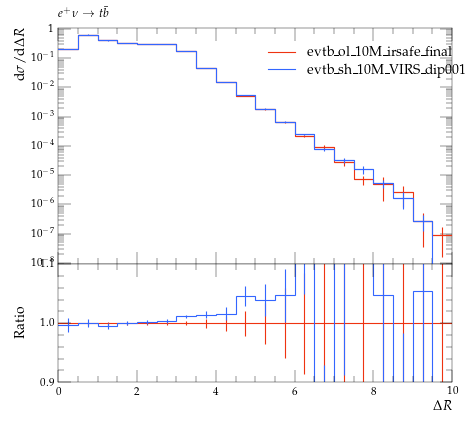 e⁺ν → tb̄
dσ/dΔR
1
10⁻¹
10⁻²
10⁻³
10⁻⁴
10⁻⁵
10⁻⁶
10⁻⁷
10⁻⁸
evtb_ol_10M_irsafe_final
evtb_sh_10M_VIRS_dip001
Ratio
1.1
1.0
0.9
0 2 4 6 8 10
ΔR